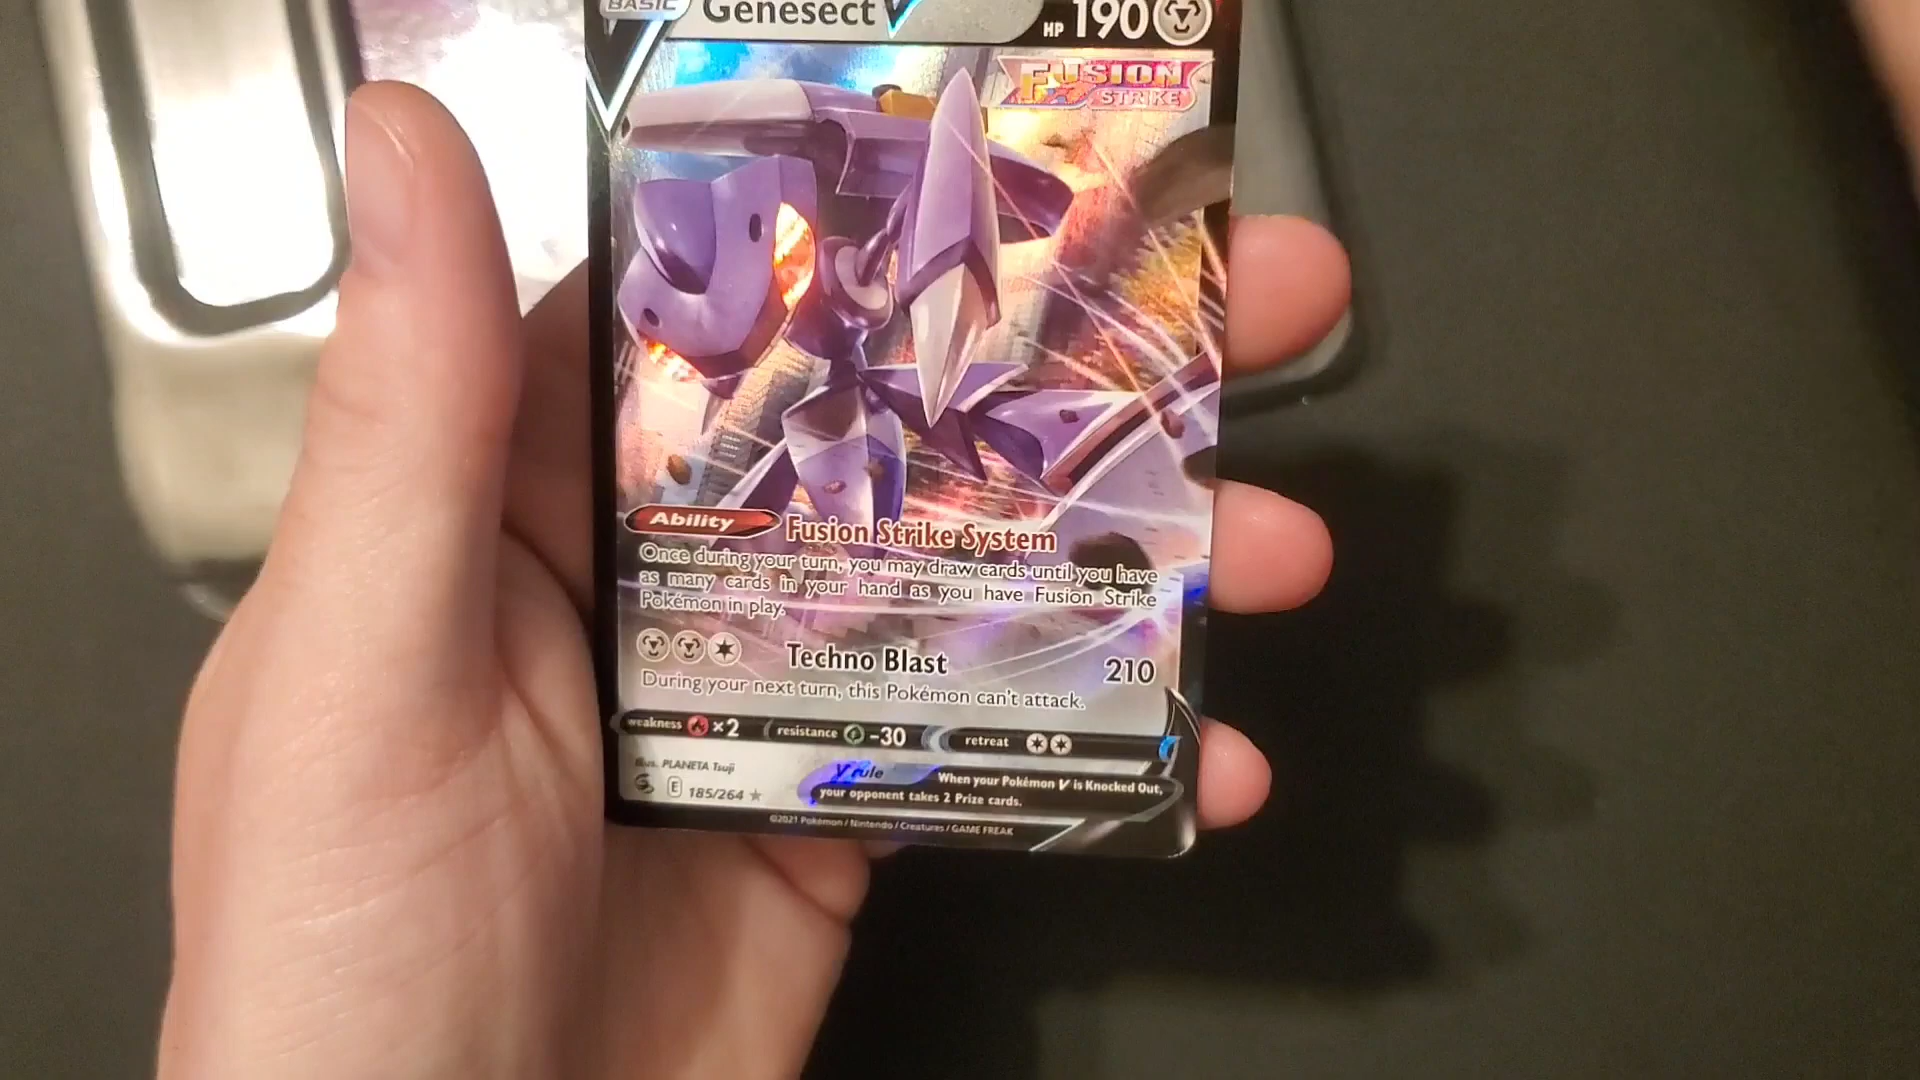 BASIC
Genesect V
HP 190
FUSION
STRIKE
Ability
Fusion Strike System
Once during your turn, you may draw cards until you have
as many cards in your hand as you have Fusion Strike
Pokémon in play.
Techno Blast 210
During your next turn, this Pokémon can't attack.
weakness ×2 resistance -30 retreat
Illus. PLANETA Tsuji
E 185/264 ★
V rule
When your Pokémon V is Knocked Out,
your opponent takes 2 Prize cards.
©2021 Pokémon / Nintendo / Creatures / GAME FREAK